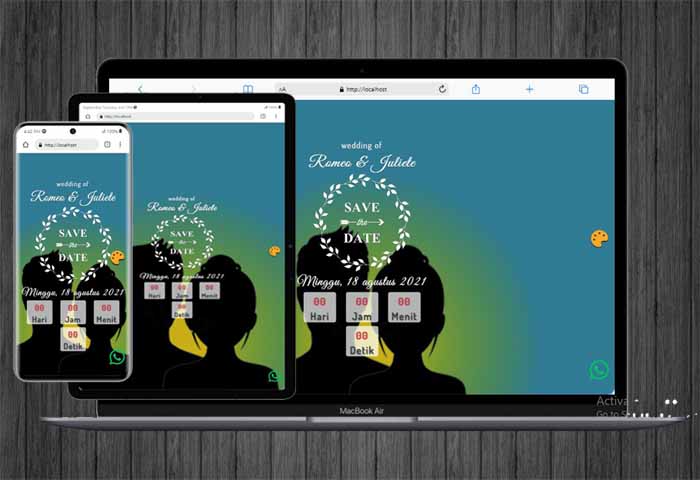 4:42 PM 100%
http://localhost
wedding of
Romeo & Juliete
SAVE
the
DATE
Minggu, 18 agustus 2021
00 00 00
Hari Jam Menit
00
Detik
100%
http://localhost
wedding of
Romeo & Juliete
SAVE
the
DATE
Minggu, 18 agustus 2021
00 00 00
Hari Jam Menit
00
Detik
AA http://localhost
wedding of
Romeo & Juliete
SAVE
the
DATE
Minggu, 18 agustus 2021
00 00 00
Hari Jam Menit
00
Detik
MacBook Air
Activa
Go to S